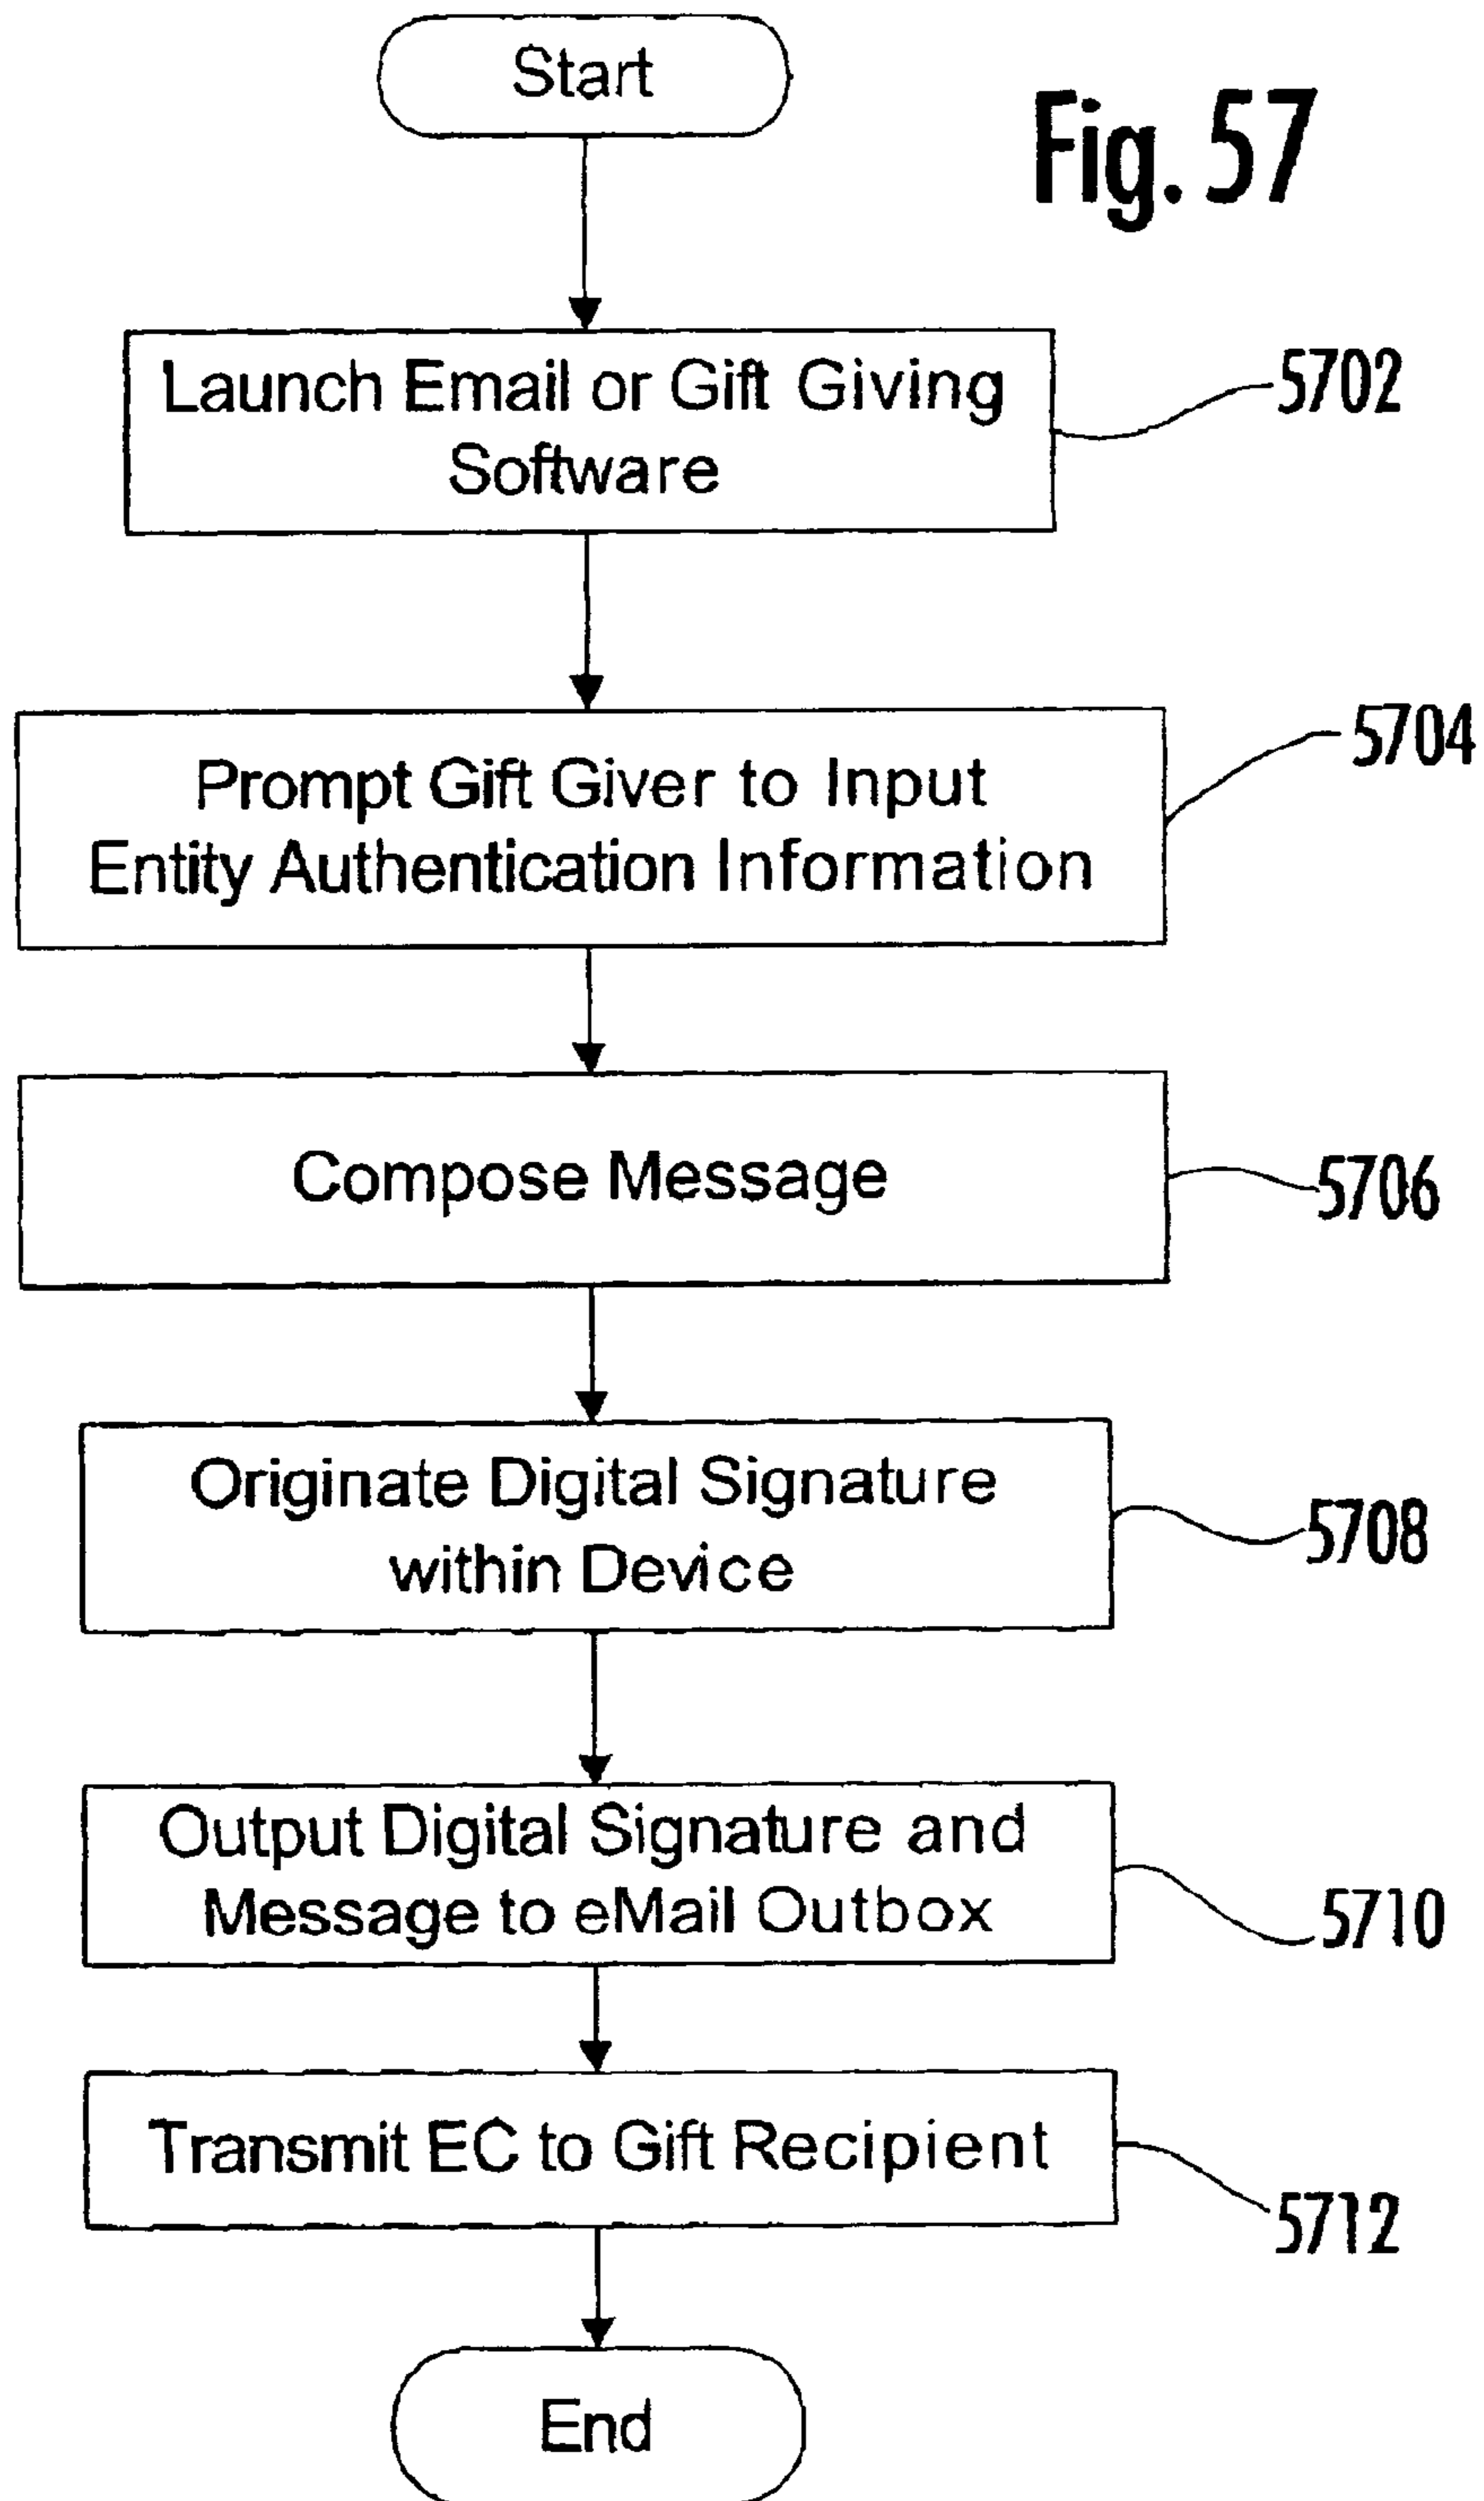 Start
Fig. 57
Launch Email or Gift Giving
Software
5702
Prompt Gift Giver to Input
Entity Authentication Information
5704
Compose Message
5706
Originate Digital Signature
within Device
5708
Output Digital Signature and
Message to eMail Outbox
5710
Transmit EC to Gift Recipient
5712
End